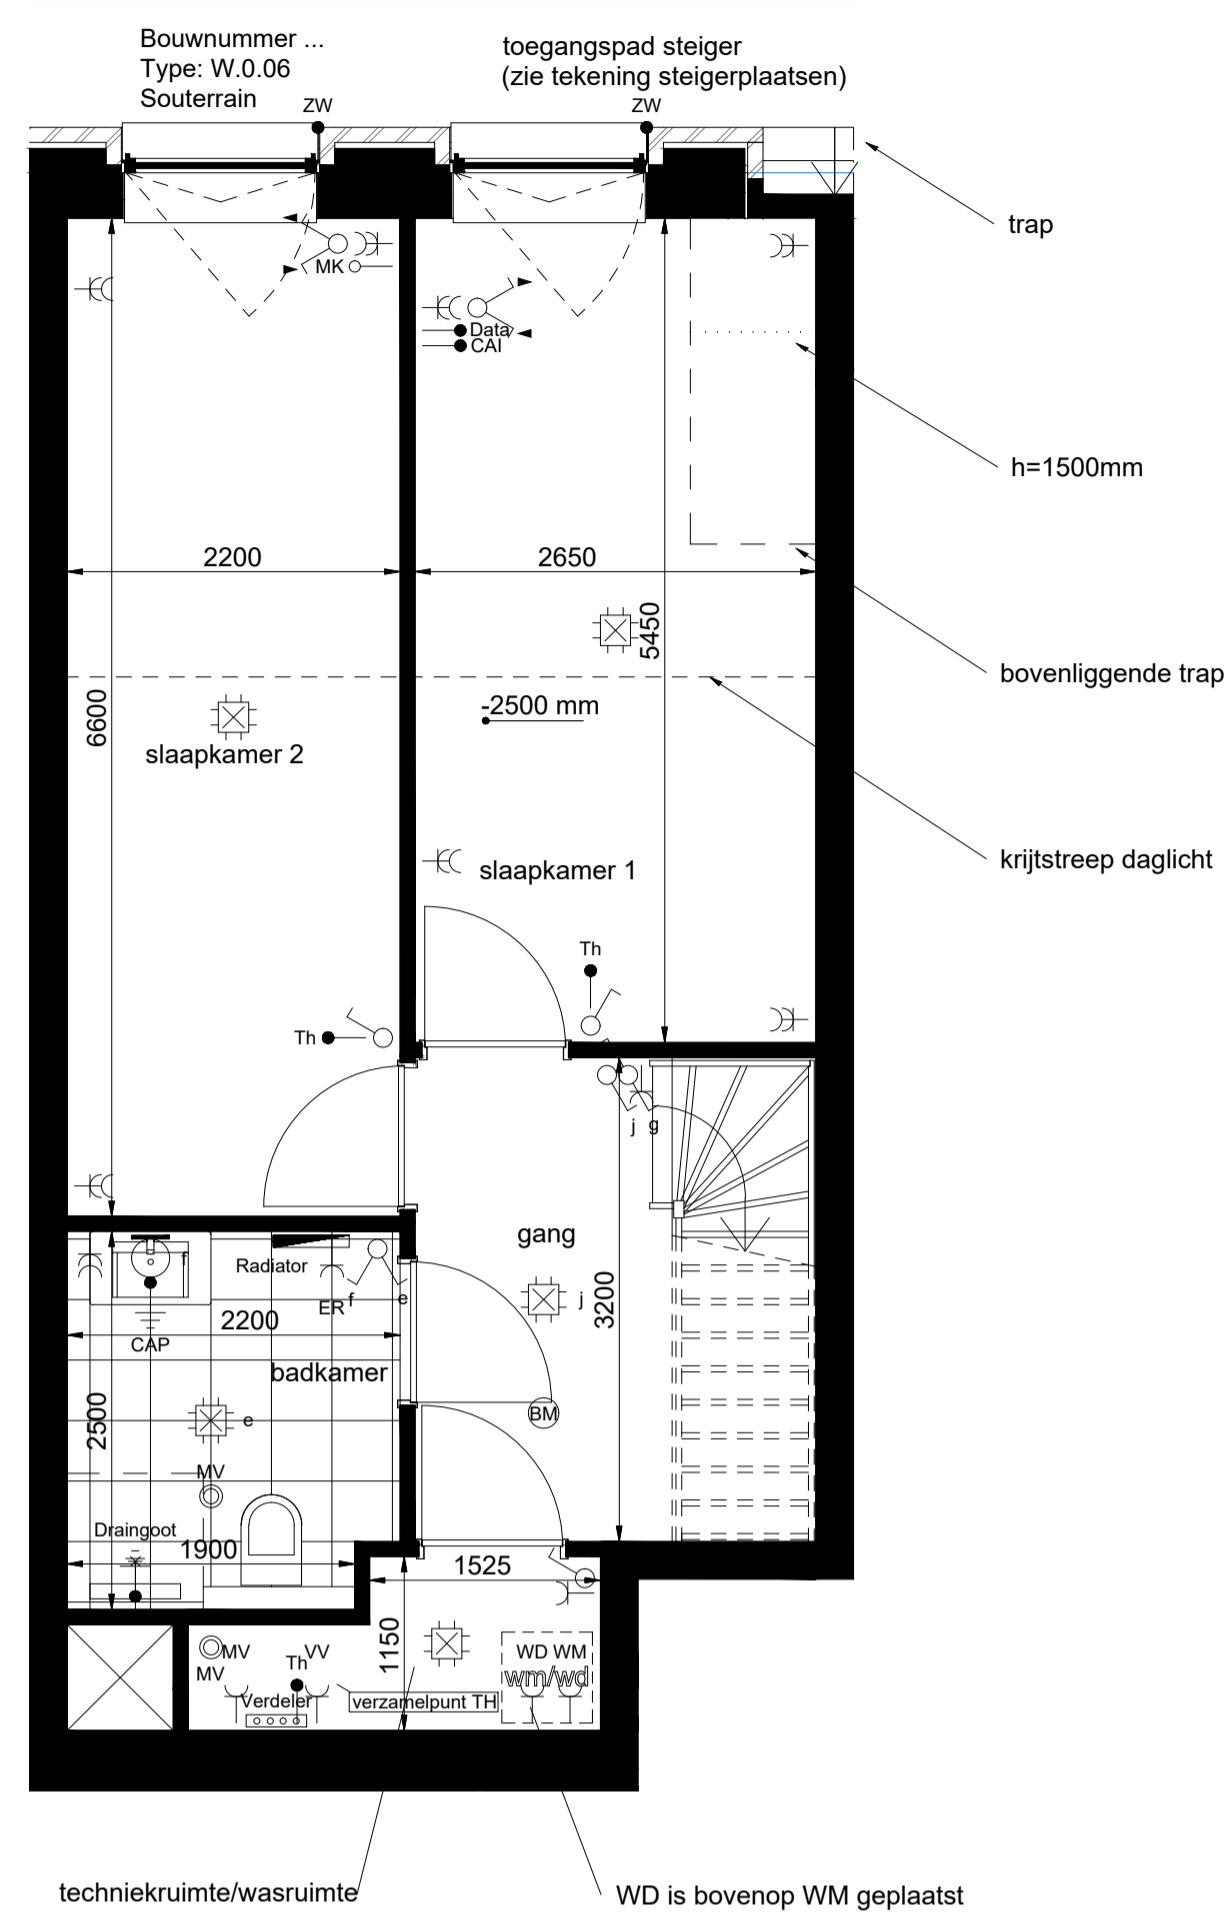 Bouwnummer ...
Type: W.0.06
Souterrain
toegangspad steiger
(zie tekening steigerplaatsen)
ZW
ZW
trap
MK
Data
CAI
h=1500mm
2200
2650
5450
bovenliggende trap
6600
-2500 mm
slaapkamer 2
krijtstreep daglicht
slaapkamer 1
Th
Th
j
g
gang
f
Radiator
ER
f
e
j
3200
2200
CAP
badkamer
2500
e
BM
MV
Draingoot
1900
1525
1150
MV
MV
Th
VV
WD WM
wm/wd
Verdeler
verzamelpunt TH
techniekruimte/wasruimte
WD is bovenop WM geplaatst